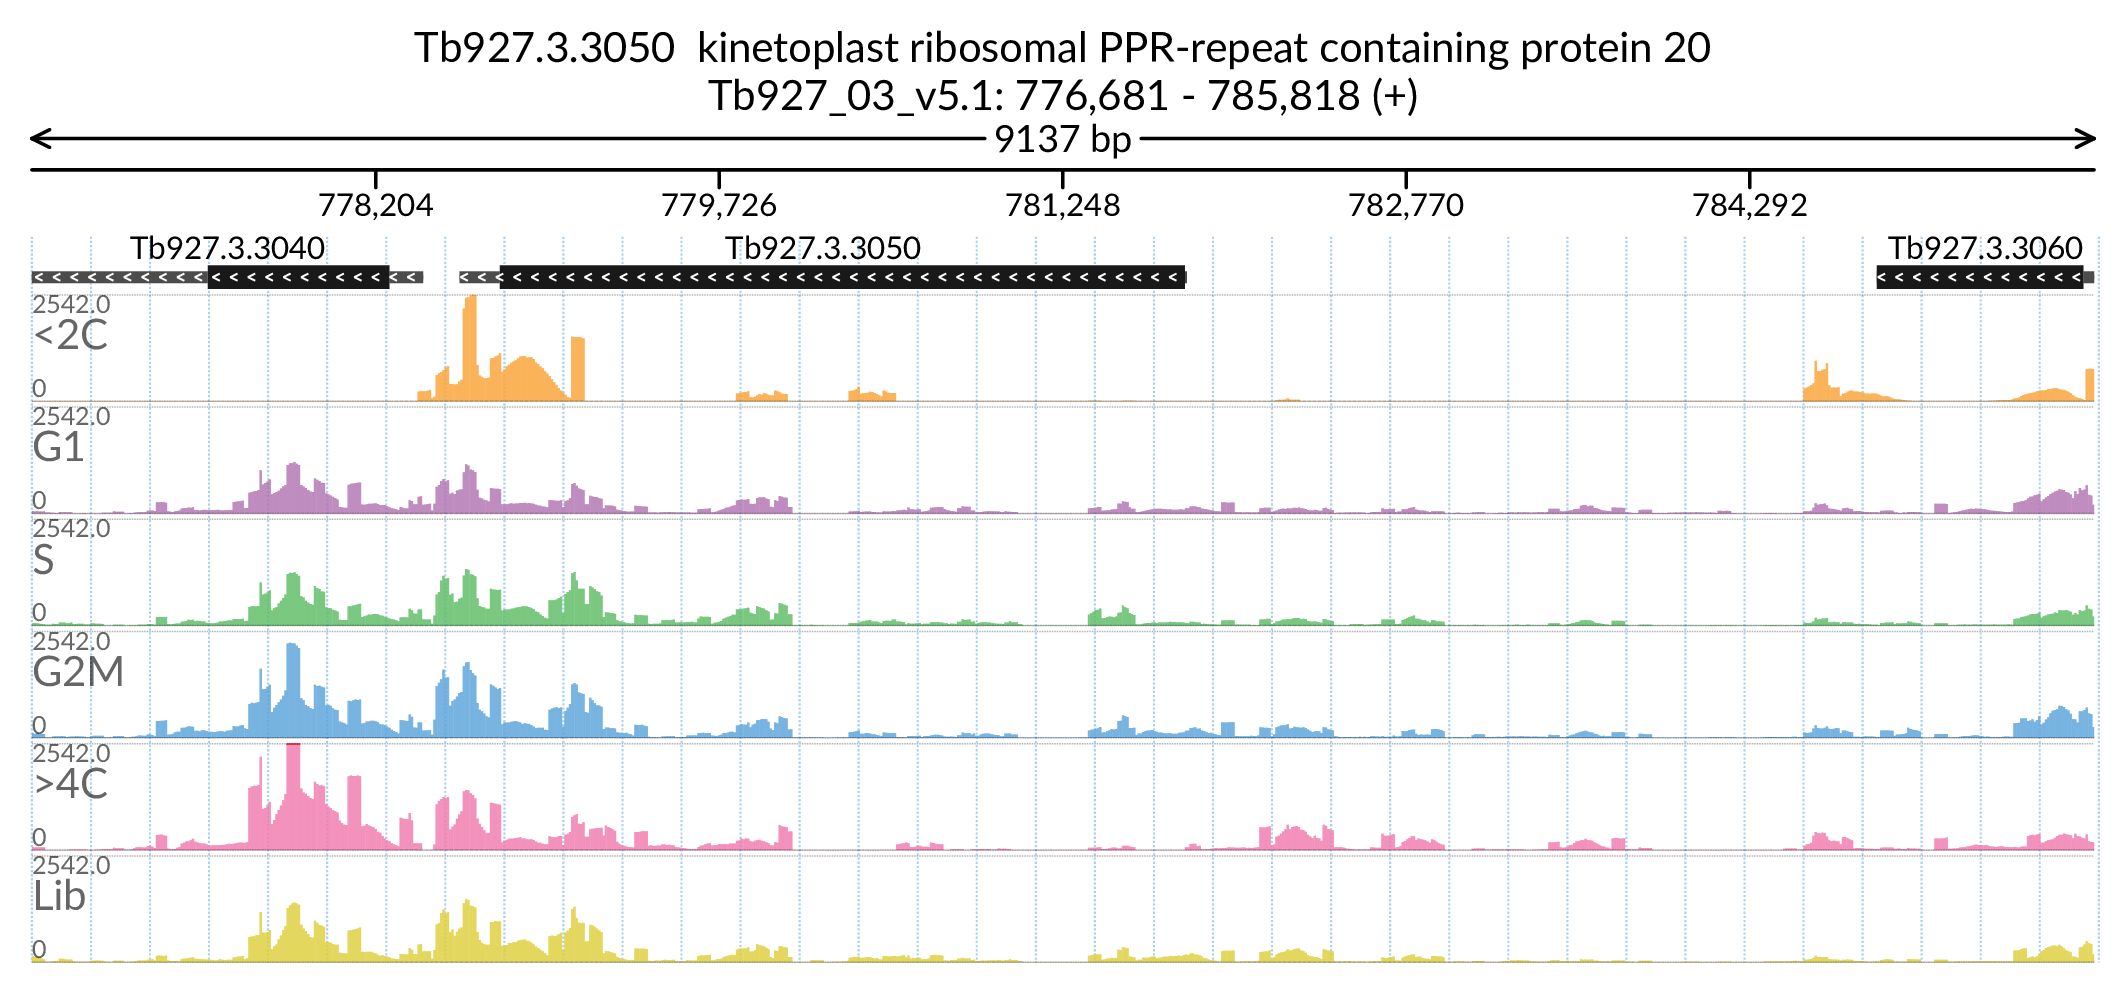 Tb927.3.3050  kinetoplast ribosomal PPR-repeat containing protein 20
Tb927_03_v5.1: 776,681 - 785,818 (+)
9137 bp
778,204 779,726 781,248 782,770 784,292
Tb927.3.3040 Tb927.3.3050 Tb927.3.3060
2542.0
<2C
0
2542.0
G1
0
2542.0
S
0
2542.0
G2M
0
2542.0
>4C
0
2542.0
Lib
0